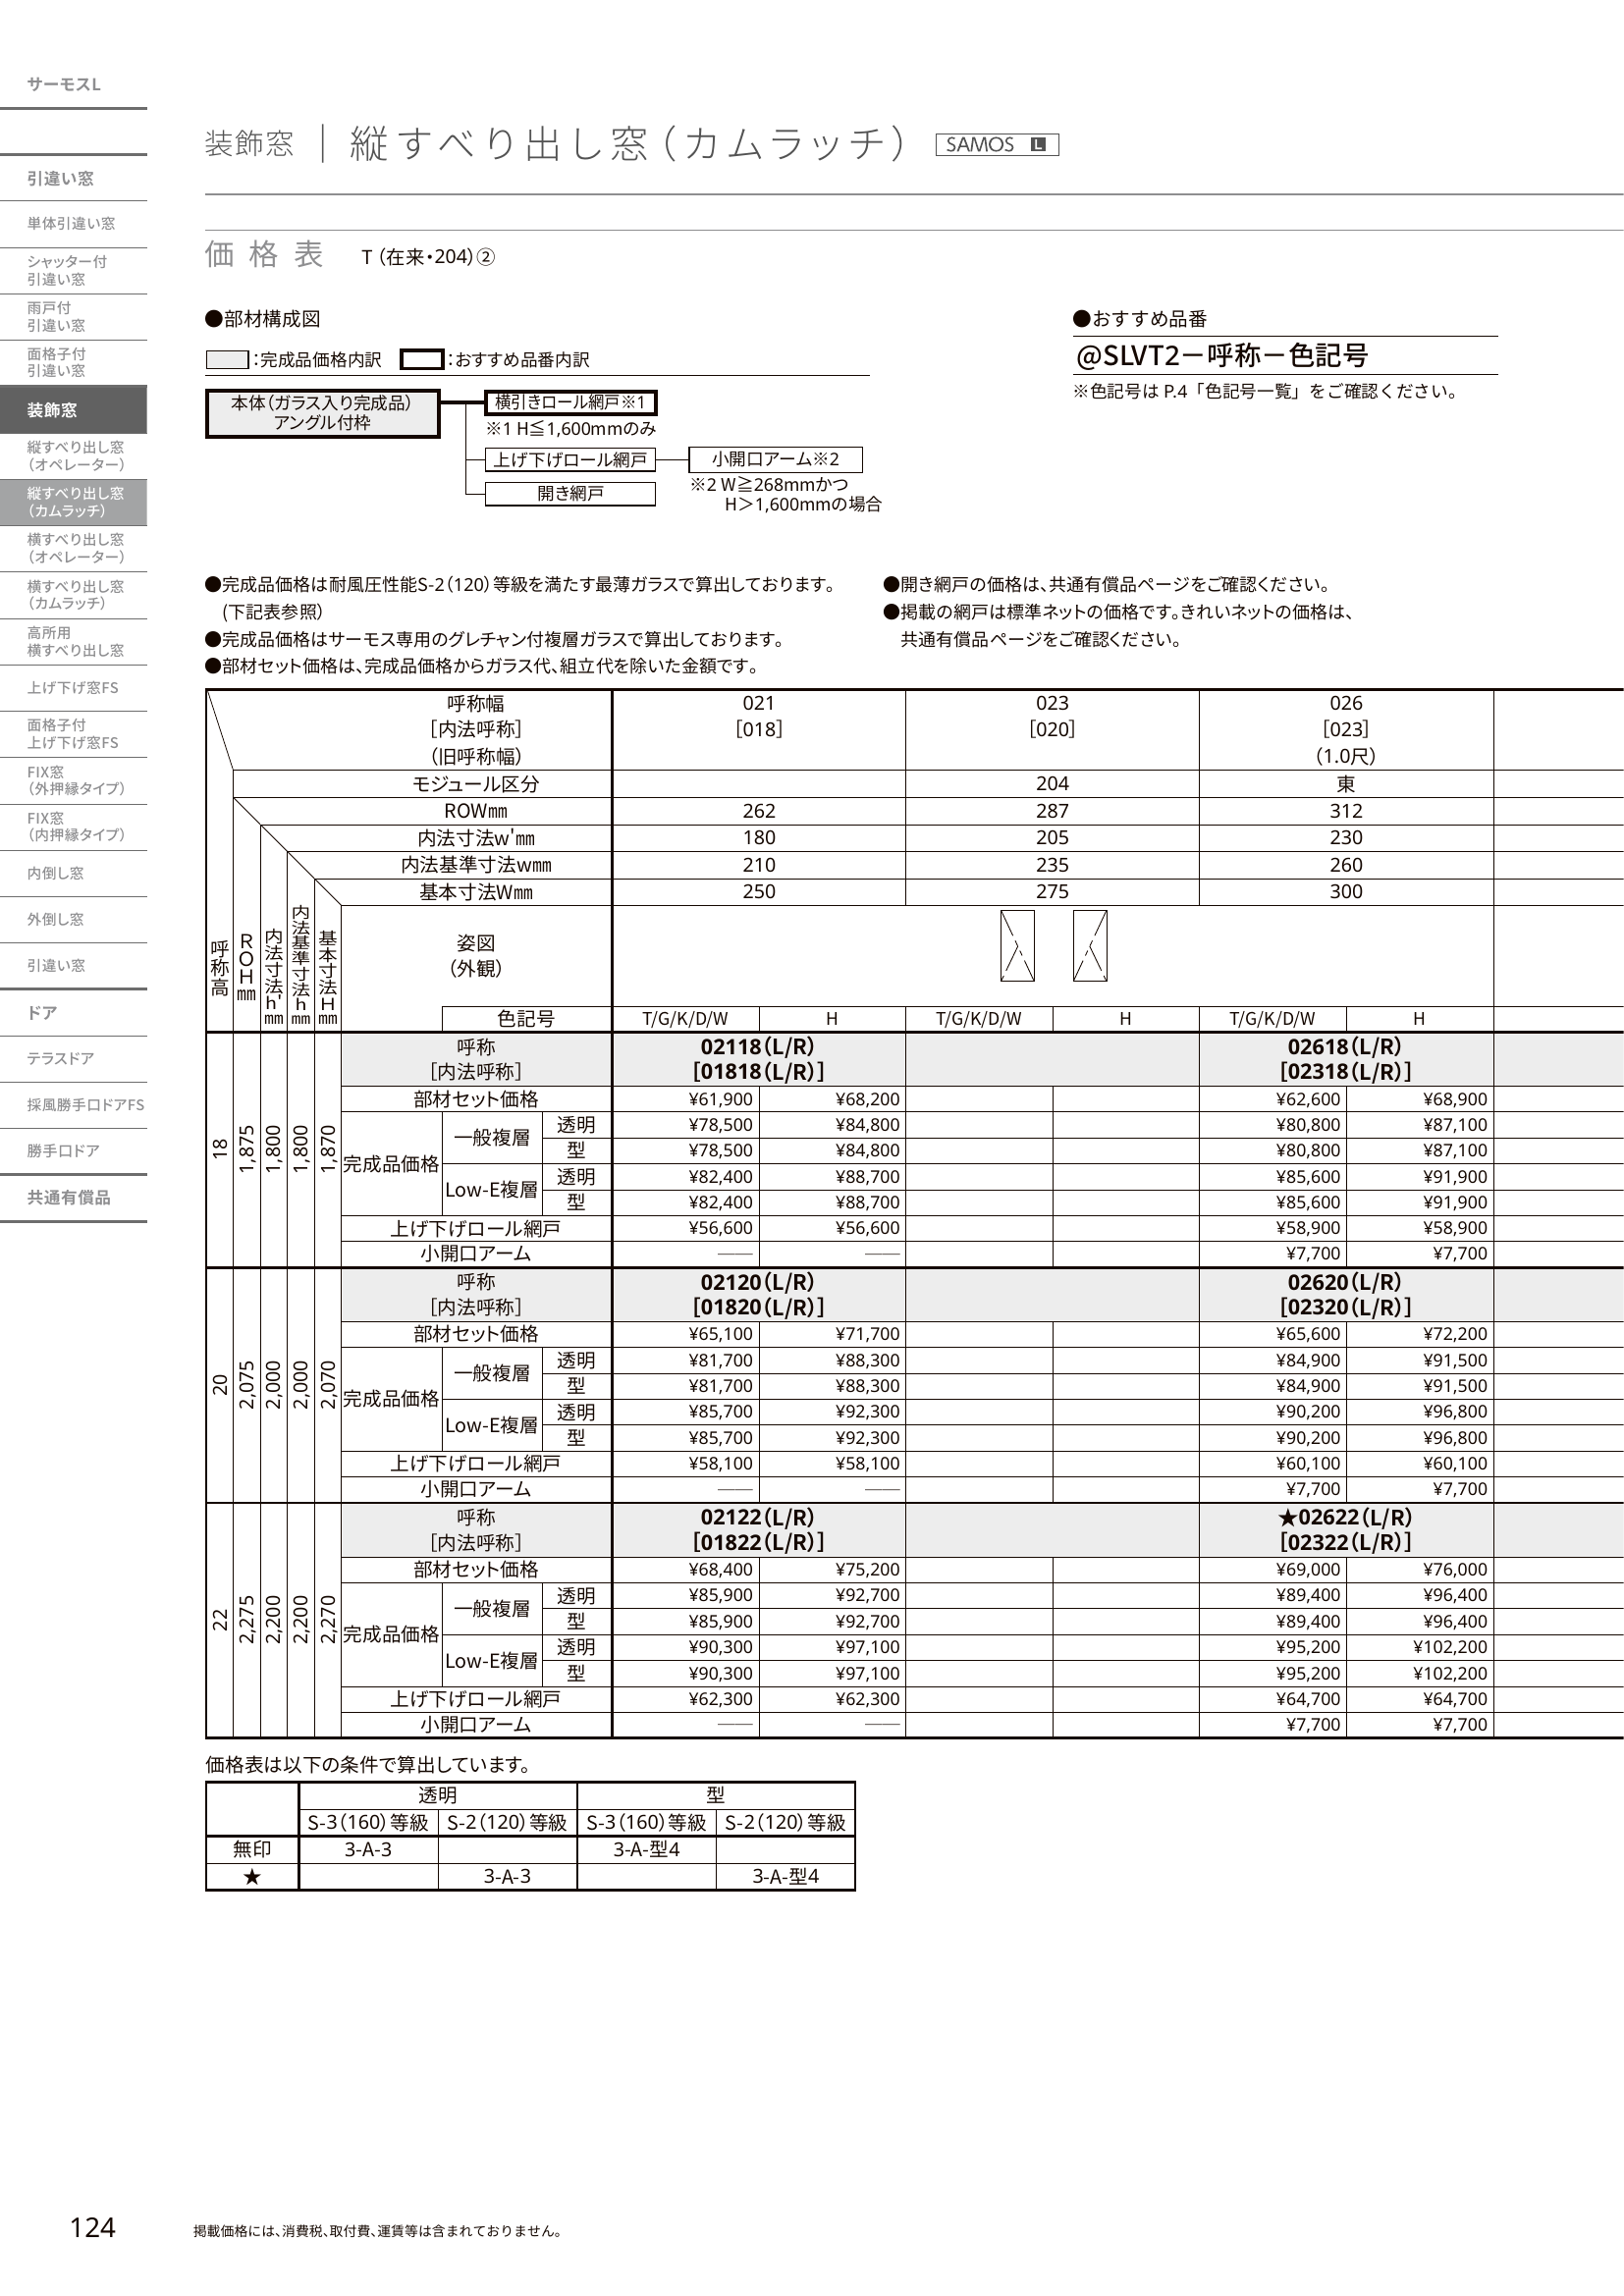 サーモスL
引違い窓
単体引違い窓
シャッター付
引違い窓
雨戸付
引違い窓
面格子付
引違い窓
装飾窓
縦すべり出し窓
（オペレーター）
縦すべり出し窓
（カムラッチ）
横すべり出し窓
（オペレーター）
横すべり出し窓
（カムラッチ）
高所用
横すべり出し窓
上げ下げ窓FS
面格子付
上げ下げ窓FS
FIX窓
（外押縁タイプ）
FIX窓
（内押縁タイプ）
内倒し窓
外倒し窓
引違い窓
ドア
テラスドア
採風勝手口ドアFS
勝手口ドア
共通有償品
装飾窓｜縦すべり出し窓（カムラッチ） SAMOS L
価格表 T（在来・204）②
●部材構成図
：完成品価格内訳 ：おすすめ品番内訳
本体（ガラス入り完成品）
アングル付枠
横引きロール網戸※1
※1 H≦1,600mmのみ
上げ下げロール網戸 小開口アーム※2
※2 W≧268mmかつ
H＞1,600mmの場合
開き網戸
●おすすめ品番
@SLVT2－呼称－色記号
※色記号は P.4「色記号一覧」をご確認ください。
●完成品価格は耐風圧性能S-2（120）等級を満たす最薄ガラスで算出しております。
（下記表参照）
●完成品価格はサーモス専用のグレチャン付複層ガラスで算出しております。
●部材セット価格は、完成品価格からガラス代、組立代を除いた金額です。
●開き網戸の価格は、共通有償品ページをご確認ください。
●掲載の網戸は標準ネットの価格です。きれいネットの価格は、
共通有償品ページをご確認ください。
呼称幅 021 023 026
［内法呼称］ ［018］ ［020］ ［023］
（旧呼称幅） （1.0尺）
モジュール区分 204 東
ROW㎜ 262 287 312
内法寸法w'㎜ 180 205 230
内法基準寸法w㎜ 210 235 260
基本寸法W㎜ 250 275 300
呼称高 ROH㎜ 内法寸法h'㎜ 内法基準寸法h㎜ 基本寸法H㎜
姿図
（外観）
色記号 T/G/K/D/W H T/G/K/D/W H T/G/K/D/W H
18 1,875 1,800 1,800 1,870
呼称 02118（L/R） 02618（L/R）
［内法呼称］ ［01818（L/R）］ ［02318（L/R）］
部材セット価格 ¥61,900 ¥68,200 ¥62,600 ¥68,900
完成品価格 一般複層 透明 ¥78,500 ¥84,800 ¥80,800 ¥87,100
型 ¥78,500 ¥84,800 ¥80,800 ¥87,100
Low-E複層 透明 ¥82,400 ¥88,700 ¥85,600 ¥91,900
型 ¥82,400 ¥88,700 ¥85,600 ¥91,900
上げ下げロール網戸 ¥56,600 ¥56,600 ¥58,900 ¥58,900
小開口アーム —— —— ¥7,700 ¥7,700
20 2,075 2,000 2,000 2,070
呼称 02120（L/R） 02620（L/R）
［内法呼称］ ［01820（L/R）］ ［02320（L/R）］
部材セット価格 ¥65,100 ¥71,700 ¥65,600 ¥72,200
完成品価格 一般複層 透明 ¥81,700 ¥88,300 ¥84,900 ¥91,500
型 ¥81,700 ¥88,300 ¥84,900 ¥91,500
Low-E複層 透明 ¥85,700 ¥92,300 ¥90,200 ¥96,800
型 ¥85,700 ¥92,300 ¥90,200 ¥96,800
上げ下げロール網戸 ¥58,100 ¥58,100 ¥60,100 ¥60,100
小開口アーム —— —— ¥7,700 ¥7,700
22 2,275 2,200 2,200 2,270
呼称 02122（L/R） ★02622（L/R）
［内法呼称］ ［01822（L/R）］ ［02322（L/R）］
部材セット価格 ¥68,400 ¥75,200 ¥69,000 ¥76,000
完成品価格 一般複層 透明 ¥85,900 ¥92,700 ¥89,400 ¥96,400
型 ¥85,900 ¥92,700 ¥89,400 ¥96,400
Low-E複層 透明 ¥90,300 ¥97,100 ¥95,200 ¥102,200
型 ¥90,300 ¥97,100 ¥95,200 ¥102,200
上げ下げロール網戸 ¥62,300 ¥62,300 ¥64,700 ¥64,700
小開口アーム —— —— ¥7,700 ¥7,700
価格表は以下の条件で算出しています。
透明 型
S-3（160）等級 S-2（120）等級 S-3（160）等級 S-2（120）等級
無印 3-A-3 3-A-型4
★ 3-A-3 3-A-型4
124
掲載価格には、消費税、取付費、運賃等は含まれておりません。